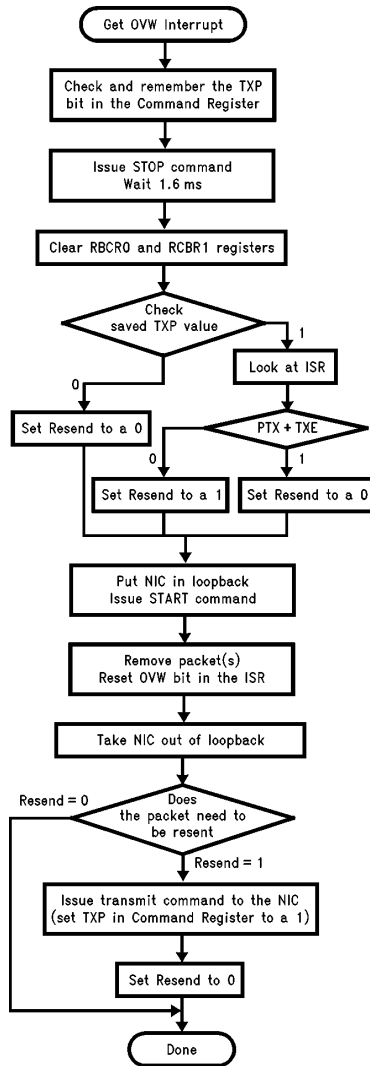 Get OVW Interrupt
Check and remember the TXP
bit in the Command Register
Issue STOP command
Wait 1.6 ms
Clear RBCR0 and RCBR1 registers
Check
saved TXP value
1
0
Look at ISR
Set Resend to a 0
PTX + TXE
0
1
Set Resend to a 1
Set Resend to a 0
Put NIC in loopback
Issue START command
Remove packet(s)
Reset OVW bit in the ISR
Take NIC out of loopback
Resend = 0
Does
the packet need to
be resent
Resend = 1
Issue transmit command to the NIC
(set TXP in Command Register to a 1)
Set Resend to 0
Done